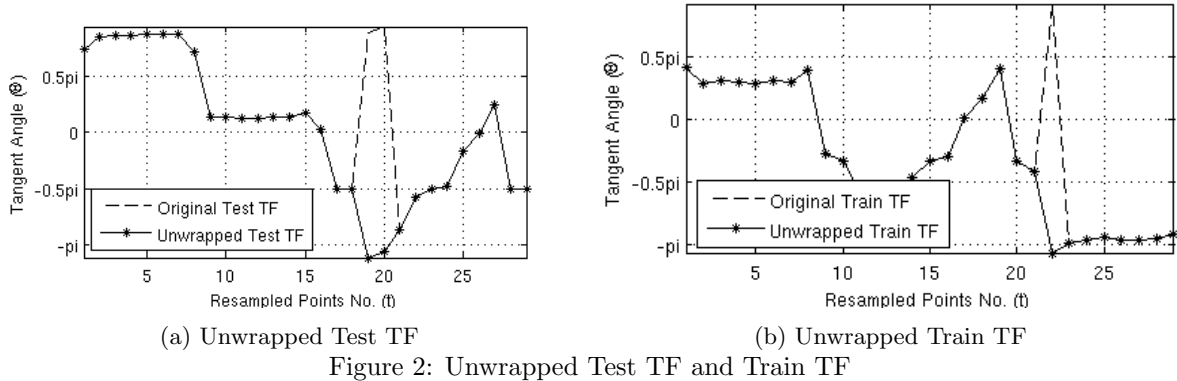 0.5pi
0
-0.5pi
-pi
Tangent Angle (Θ)
Original Test TF
Unwrapped Test TF
5 10 15 20 25
Resampled Points No. (t)
(a) Unwrapped Test TF
0.5pi
0
-0.5pi
-pi
Tangent Angle (Θ)
Original Train TF
Unwrapped Train TF
5 10 15 20 25
Resampled Points No. (t)
(b) Unwrapped Train TF
Figure 2: Unwrapped Test TF and Train TF